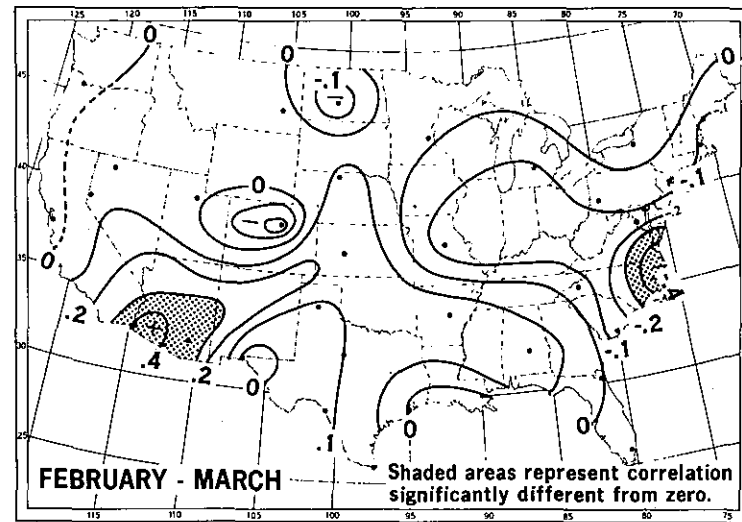 125 120 115 110 105 100 95 90 85 80 75 70
0 0 0
-.1
45
0
40
-.1
-.2
35
0
.4
.2 -.2
30 -.1
.4 .2 0
0 0
25 .1
FEBRUARY - MARCH
Shaded areas represent correlation
significantly different from zero.
115 110 105 100 95 90 85 80 75